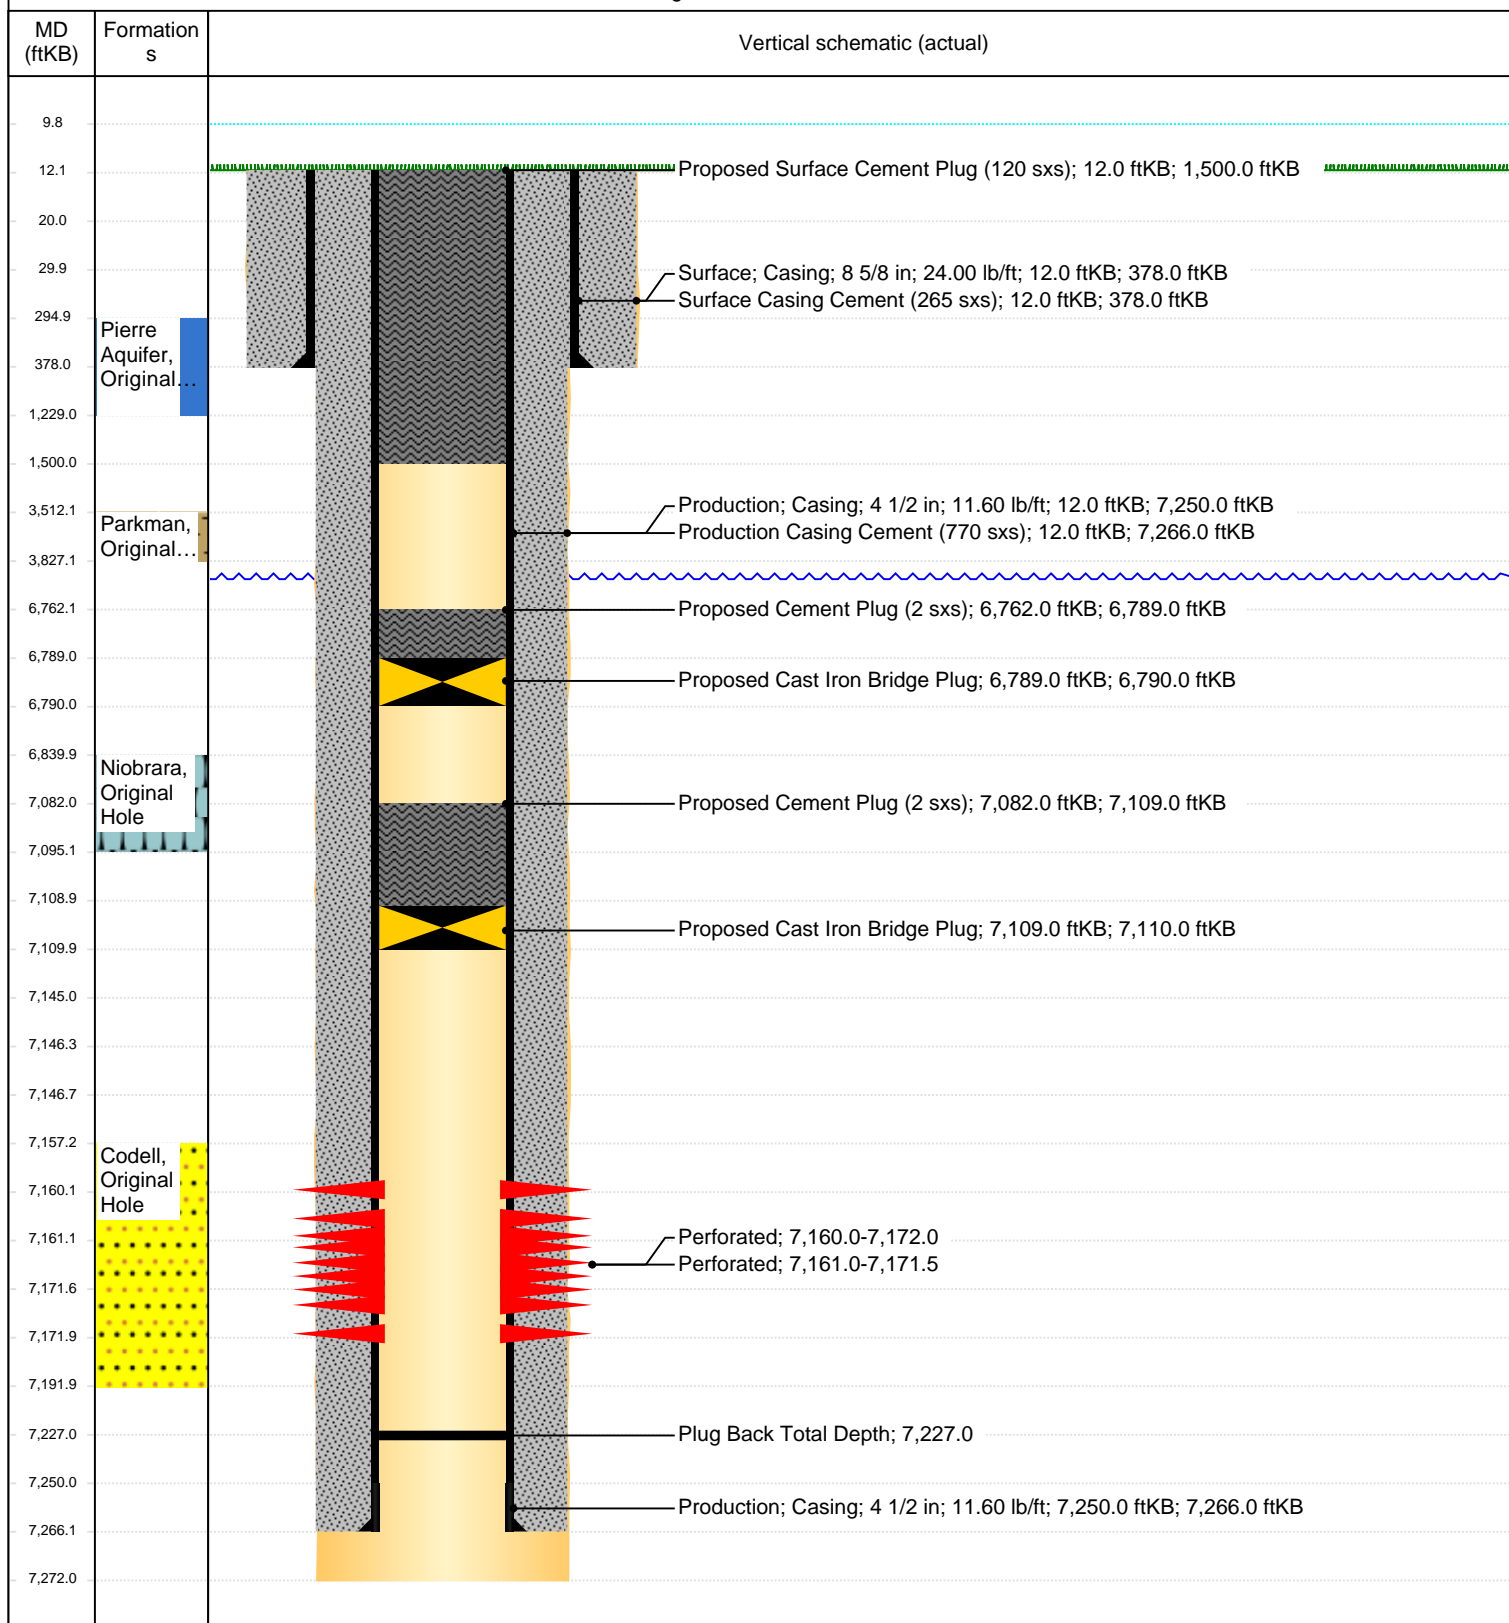 MD
(ftKB)
Formation
s
Vertical schematic (actual)
9.8
12.1
Proposed Surface Cement Plug (120 sxs); 12.0 ftKB; 1,500.0 ftKB
20.0
29.9
Surface; Casing; 8 5/8 in; 24.00 lb/ft; 12.0 ftKB; 378.0 ftKB
Surface Casing Cement (265 sxs); 12.0 ftKB; 378.0 ftKB
294.9
Pierre
Aquifer,
Original…
378.0
1,229.0
1,500.0
Production; Casing; 4 1/2 in; 11.60 lb/ft; 12.0 ftKB; 7,250.0 ftKB
3,512.1
Parkman,
Original…
Production Casing Cement (770 sxs); 12.0 ftKB; 7,266.0 ftKB
3,827.1
6,762.1
Proposed Cement Plug (2 sxs); 6,762.0 ftKB; 6,789.0 ftKB
6,789.0
Proposed Cast Iron Bridge Plug; 6,789.0 ftKB; 6,790.0 ftKB
6,790.0
6,839.9
Niobrara,
Original
Hole
7,082.0
Proposed Cement Plug (2 sxs); 7,082.0 ftKB; 7,109.0 ftKB
7,095.1
7,108.9
Proposed Cast Iron Bridge Plug; 7,109.0 ftKB; 7,110.0 ftKB
7,109.9
7,145.0
7,146.3
7,146.7
7,157.2
Codell,
Original
Hole
7,160.1
7,161.1
Perforated; 7,160.0-7,172.0
Perforated; 7,161.0-7,171.5
7,171.6
7,171.9
7,191.9
7,227.0
Plug Back Total Depth; 7,227.0
7,250.0
Production; Casing; 4 1/2 in; 11.60 lb/ft; 7,250.0 ftKB; 7,266.0 ftKB
7,266.1
7,272.0